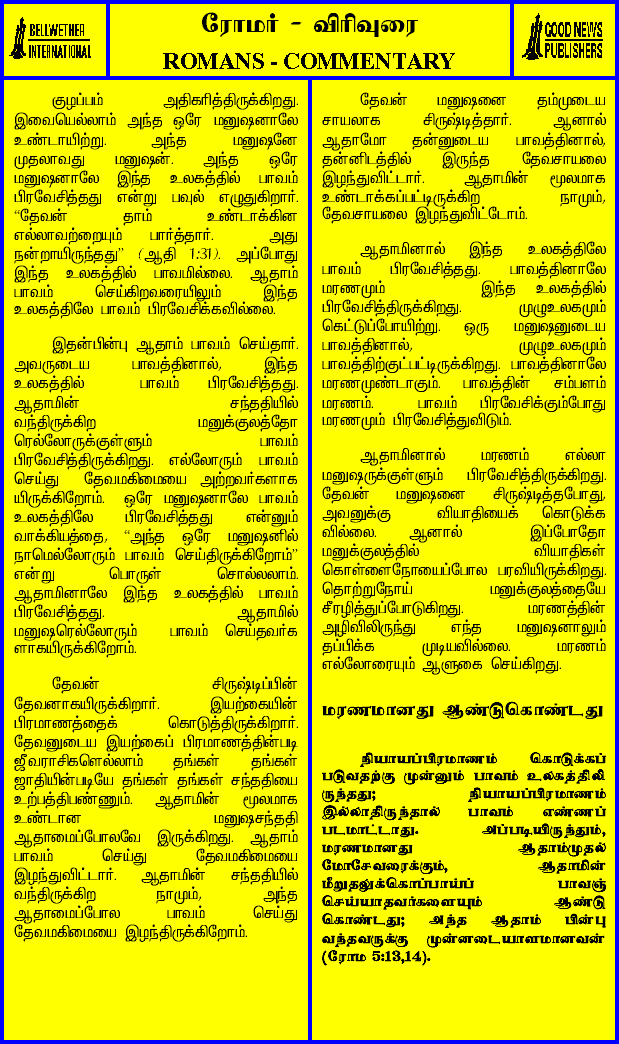 BELLWETHER
INTERNATIONAL
ரோமர் - விரிவுரை
ROMANS - COMMENTARY
GOOD NEWS
PUBLISHERS
குழப்பம் அதிகரித்திருக்கிறது.
இவையெல்லாம் அந்த ஒரே மனுஷனாலே
உண்டாயிற்று. அந்த மனுஷனே
முதலாவது மனுஷன். அந்த ஒரே
மனுஷனாலே இந்த உலகத்தில் பாவம்
பிரவேசித்தது என்று பவுல் எழுதுகிறார்.
“தேவன் தாம் உண்டாக்கின
எல்லாவற்றையும் பார்த்தார். அது
நன்றாயிருந்தது” (ஆதி 1:31). அப்போது
இந்த உலகத்தில் பாவமில்லை. ஆதாம்
பாவம் செய்கிறவரையிலும் இந்த
உலகத்திலே பாவம் பிரவேசிக்கவில்லை.
இதன்பின்பு ஆதாம் பாவம் செய்தார்.
அவருடைய பாவத்தினால், இந்த
உலகத்தில் பாவம் பிரவேசித்தது.
ஆதாமின் சந்ததியில்
வந்திருக்கிற மனுக்குலத்தோ
ரெல்லோருக்குள்ளும் பாவம்
பிரவேசித்திருக்கிறது. எல்லோரும் பாவம்
செய்து தேவமகிமையை அற்றவர்களாக
யிருக்கிறோம். ஒரே மனுஷனாலே பாவம்
உலகத்திலே பிரவேசித்தது என்னும்
வாக்கியத்தை, “அந்த ஒரே மனுஷனில்
நாமெல்லோரும் பாவம் செய்திருக்கிறோம்”
என்று பொருள் சொல்லலாம்.
ஆதாமினாலே இந்த உலகத்தில் பாவம்
பிரவேசித்தது. ஆதாமில்
மனுஷரெல்லோரும் பாவம் செய்தவர்க
ளாகயிருக்கிறோம்.
தேவன் சிருஷ்டிப்பின்
தேவனாகயிருக்கிறார். இயற்கையின்
பிரமாணத்தைக் கொடுத்திருக்கிறார்.
தேவனுடைய இயற்கைப் பிரமாணத்தின்படி
ஜீவராசிகளெல்லாம் தங்கள் தங்கள்
ஜாதியின்படியே தங்கள் தங்கள் சந்ததியை
உற்பத்திபண்ணும். ஆதாமின் மூலமாக
உண்டான மனுஷசந்ததி
ஆதாமைப்போலவே இருக்கிறது. ஆதாம்
பாவம் செய்து தேவமகிமையை
இழந்துவிட்டார். ஆதாமின் சந்ததியில்
வந்திருக்கிற நாமும், அந்த
ஆதாமைப்போல பாவம் செய்து
தேவமகிமையை இழந்திருக்கிறோம்.
தேவன் மனுஷனை தம்முடைய
சாயலாக சிருஷ்டித்தார். ஆனால்
ஆதாமோ தன்னுடைய பாவத்தினால்,
தன்னிடத்தில் இருந்த தேவசாயலை
இழந்துவிட்டார். ஆதாமின் மூலமாக
உண்டாக்கப்பட்டிருக்கிற நாமும்,
தேவசாயலை இழந்துவிட்டோம்.
ஆதாமினால் இந்த உலகத்திலே
பாவம் பிரவேசித்தது. பாவத்தினாலே
மரணமும் இந்த உலகத்தில்
பிரவேசித்திருக்கிறது. முழுஉலகமும்
கெட்டுப்போயிற்று. ஒரு மனுஷனுடைய
பாவத்தினால், முழுஉலகமும்
பாவத்திற்குட்பட்டிருக்கிறது. பாவத்தினாலே
மரணமுண்டாகும். பாவத்தின் சம்பளம்
மரணம். பாவம் பிரவேசிக்கும்போது
மரணமும் பிரவேசித்துவிடும்.
ஆதாமினால் மரணம் எல்லா
மனுஷருக்குள்ளும் பிரவேசித்திருக்கிறது.
தேவன் மனுஷனை சிருஷ்டித்தபோது,
அவனுக்கு வியாதியைக் கொடுக்க
வில்லை. ஆனால் இப்போதோ
மனுக்குலத்தில் வியாதிகள்
கொள்ளைநோயைப்போல பரவியிருக்கிறது.
தொற்றுநோய் மனுக்குலத்தையே
சீரழித்துப்போடுகிறது. மரணத்தின்
அழிவிலிருந்து எந்த மனுஷனாலும்
தப்பிக்க முடியவில்லை. மரணம்
எல்லோரையும் ஆளுகை செய்கிறது.
மரணமானது ஆண்டுகொண்டது
நியாயப்பிரமாணம் கொடுக்கப்
படுவதற்கு முன்னும் பாவம் உலகத்திலி
ருந்தது; நியாயப்பிரமாணம்
இல்லாதிருந்தால் பாவம் எண்ணப்
படமாட்டாது. அப்படியிருந்தும்,
மரணமானது ஆதாம்முதல்
மோசேவரைக்கும், ஆதாமின்
மீறுதலுக்கொப்பாய்ப் பாவஞ்
செய்யாதவர்களையும் ஆண்டு
கொண்டது; அந்த ஆதாம் பின்பு
வந்தவருக்கு முன்னடையாளமானவன்
(ரோம 5:13,14).